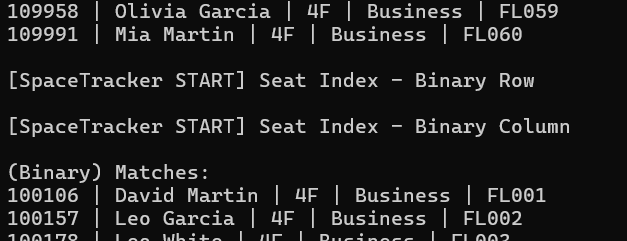 109958 | Olivia Garcia | 4F | Business | FL059
109991 | Mia Martin | 4F | Business | FL060
[SpaceTracker START] Seat Index - Binary Row
[SpaceTracker START] Seat Index - Binary Column
(Binary) Matches:
100106 | David Martin | 4F | Business | FL001
100157 | Leo Garcia | 4F | Business | FL002
100178 | Leo White | 4F | Business | FL003